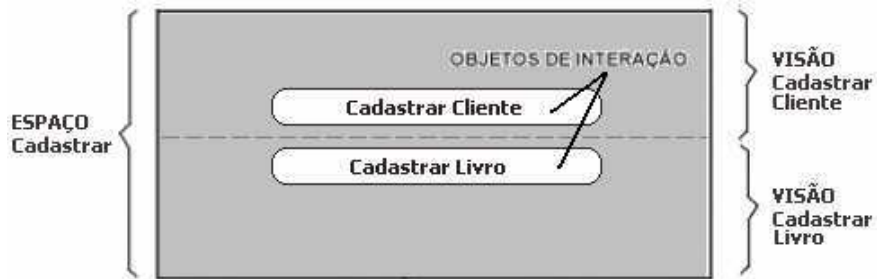 ESPAÇO
Cadastrar
OBJETOS DE INTERAÇÃO
Cadastrar Cliente
Cadastrar Livro
VISÃO
Cadastrar
Cliente
VISÃO
Cadastrar
Livro